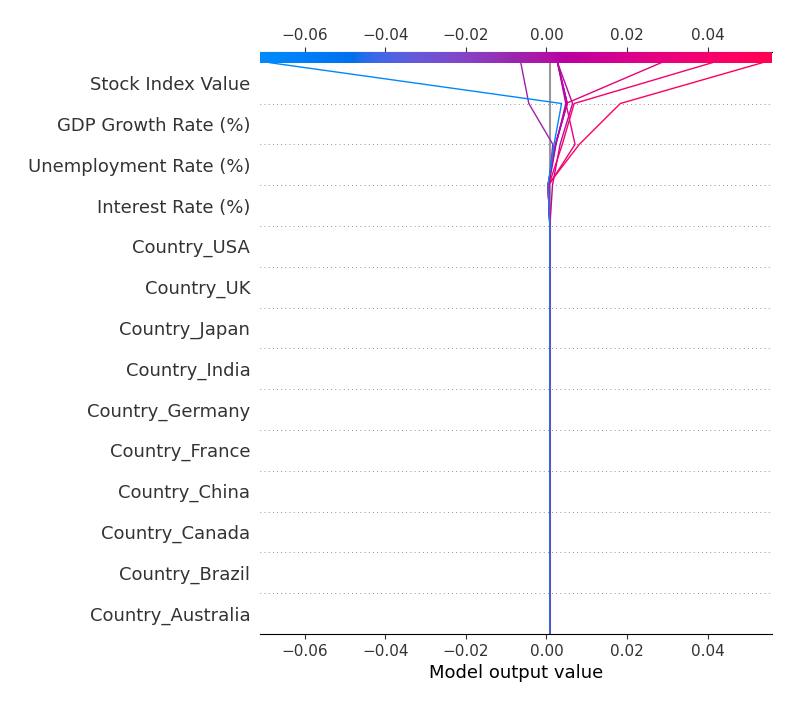 −0.06 −0.04 −0.02 0.00 0.02 0.04
Stock Index Value
GDP Growth Rate (%)
Unemployment Rate (%)
Interest Rate (%)
Country_USA
Country_UK
Country_Japan
Country_India
Country_Germany
Country_France
Country_China
Country_Canada
Country_Brazil
Country_Australia
−0.06 −0.04 −0.02 0.00 0.02 0.04
Model output value